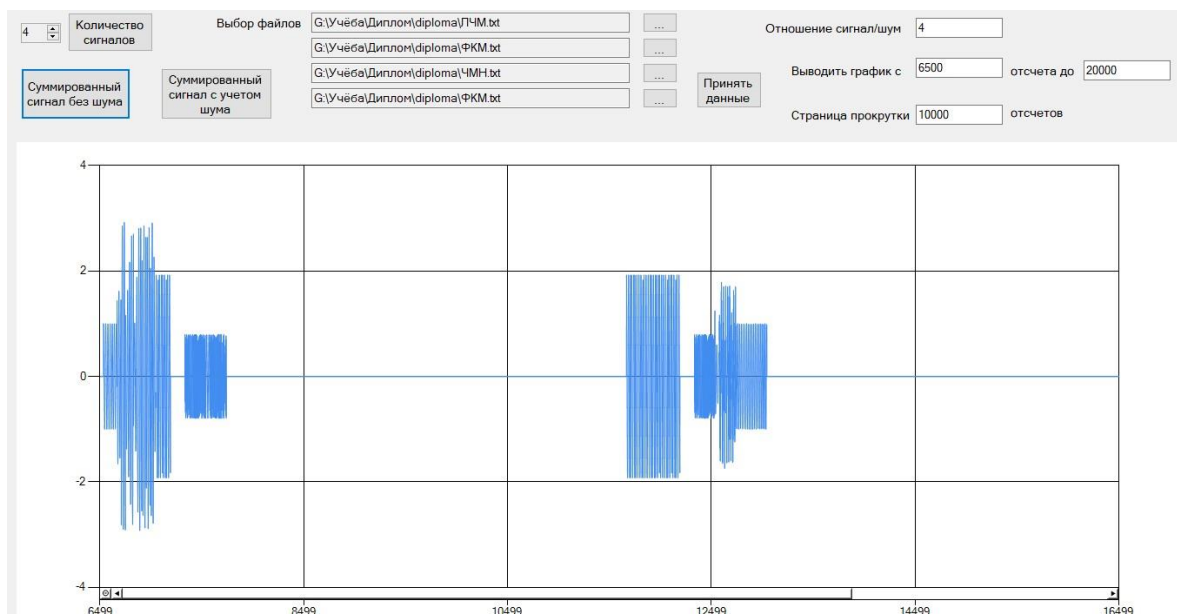 4
Количество
сигналов
Выбор файлов
G:\Учёба\Диплом\diploma\ПЧМ.txt
...
G:\Учёба\Диплом\diploma\ФКМ.txt
...
G:\Учёба\Диплом\diploma\ЧМН.txt
...
G:\Учёба\Диплом\diploma\ФКМ.txt
...
Суммированный
сигнал без шума
Суммированный
сигнал с учетом
шума
Принять
данные
Отношение сигнал/шум 4
Выводить график с 6500 отсчета до 20000
Страница прокрутки 10000 отсчетов
4
2
0
-2
-4
6499 8499 10499 12499 14499 16499